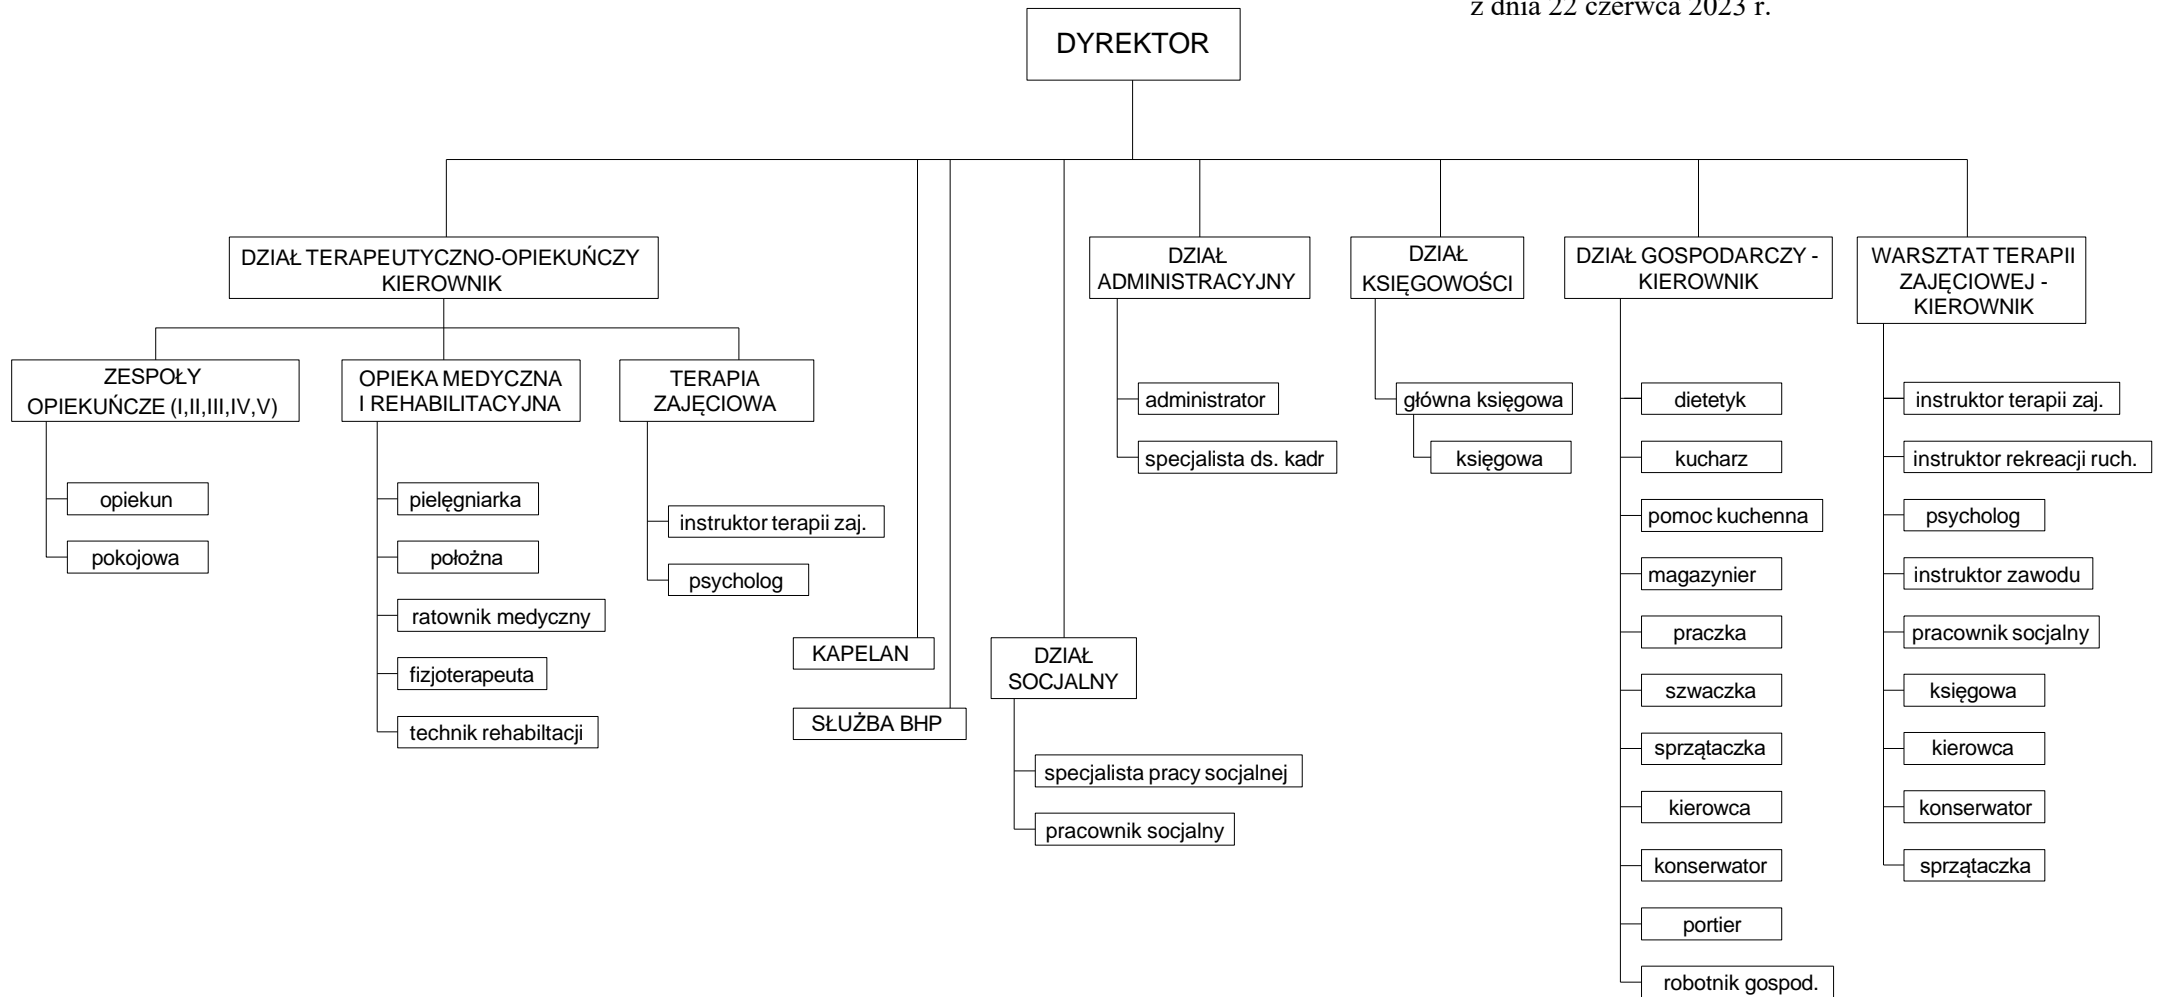 z dnia 22 czerwca 2023 r.
DYREKTOR
DZIAŁ TERAPEUTYCZNO-OPIEKUŃCZY
KIEROWNIK
ZESPOŁY
OPIEKUŃCZE (I,II,III,IV,V)
opiekun
pokojowa
OPIEKA MEDYCZNA
I REHABILITACYJNA
pielęgniarka
położna
ratownik medyczny
fizjoterapeuta
technik rehabiltacji
TERAPIA
ZAJĘCIOWA
instruktor terapii zaj.
psycholog
KAPELAN
SŁUŻBA BHP
DZIAŁ
SOCJALNY
specjalista pracy socjalnej
pracownik socjalny
DZIAŁ
ADMINISTRACYJNY
administrator
specjalista ds. kadr
DZIAŁ
KSIĘGOWOŚCI
główna księgowa
księgowa
DZIAŁ GOSPODARCZY -
KIEROWNIK
dietetyk
kucharz
pomoc kuchenna
magazynier
praczka
szwaczka
sprzątaczka
kierowca
konserwator
portier
robotnik gospod.
WARSZTAT TERAPII
ZAJĘCIOWEJ -
KIEROWNIK
instruktor terapii zaj.
instruktor rekreacji ruch.
psycholog
instruktor zawodu
pracownik socjalny
księgowa
kierowca
konserwator
sprzątaczka